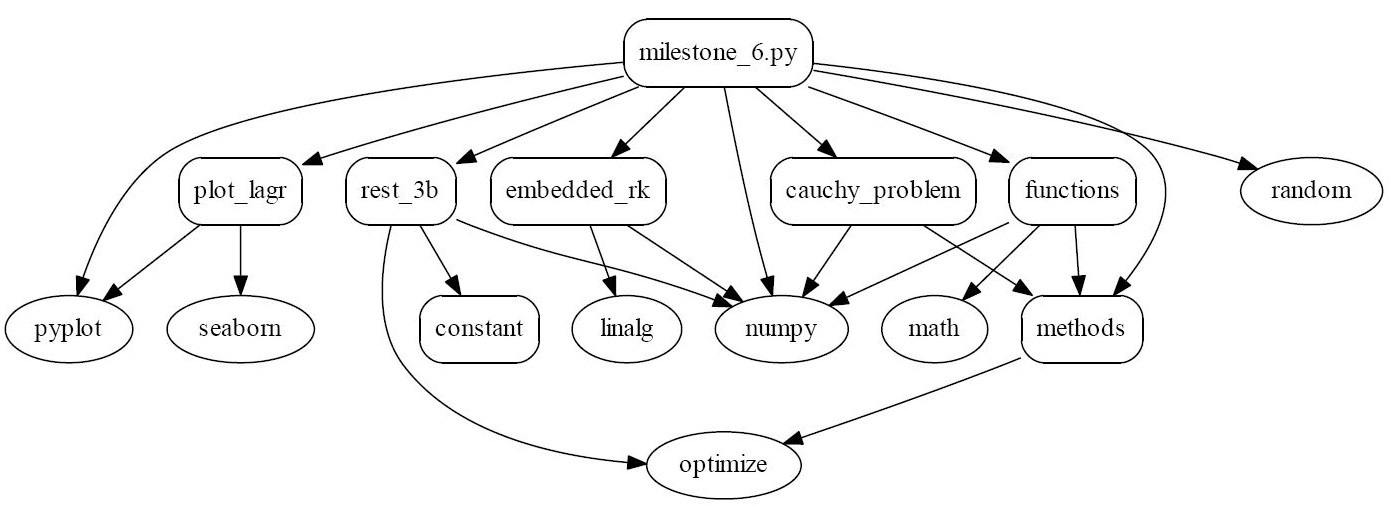 milestone_6.py
plot_lagr
rest_3b
embedded_rk
cauchy_problem
functions
random
pyplot
seaborn
constant
linalg
numpy
math
methods
optimize